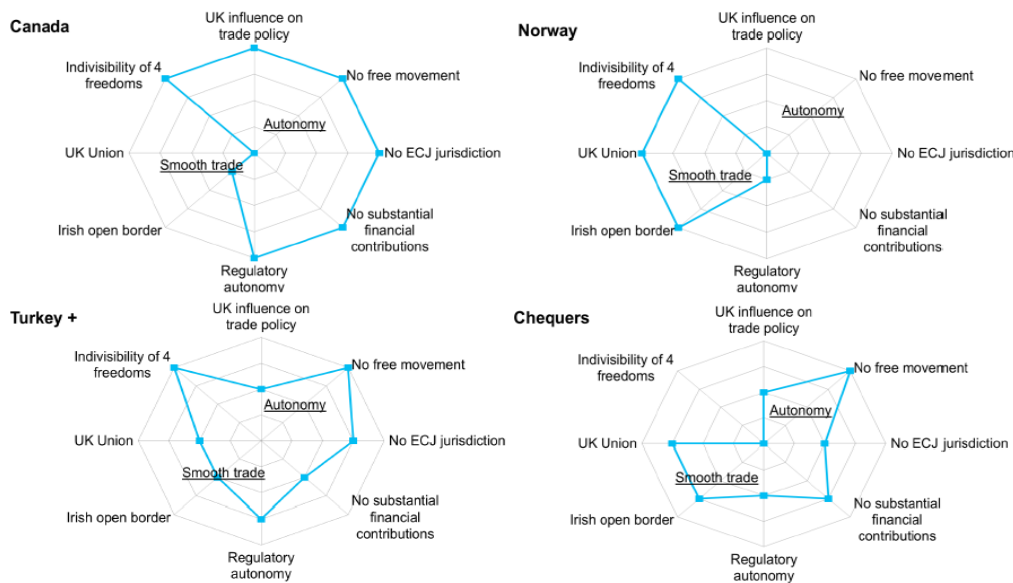 Canada
UK influence on
trade policy
Indivisibility of 4
freedoms
No free movement
Autonomy
UK Union
No ECJ jurisdiction
Smooth trade
Irish open border
No substantial
financial
contributions
Regulatory
autonomy
Norway
UK influence on
trade policy
Indivisibility of 4
freedoms
No free movement
Autonomy
UK Union
No ECJ jurisdiction
Smooth trade
Irish open border
No substantial
financial
contributions
Regulatory
autonomy
Turkey +
UK influence on
trade policy
Indivisibility of 4
freedoms
No free movement
Autonomy
UK Union
No ECJ jurisdiction
Smooth trade
Irish open border
No substantial
financial
contributions
Regulatory
autonomy
Chequers
UK influence on
trade policy
Indivisibility of 4
freedoms
No free movement
Autonomy
UK Union
No ECJ jurisdiction
Smooth trade
Irish open border
No substantial
financial
contributions
Regulatory
autonomy